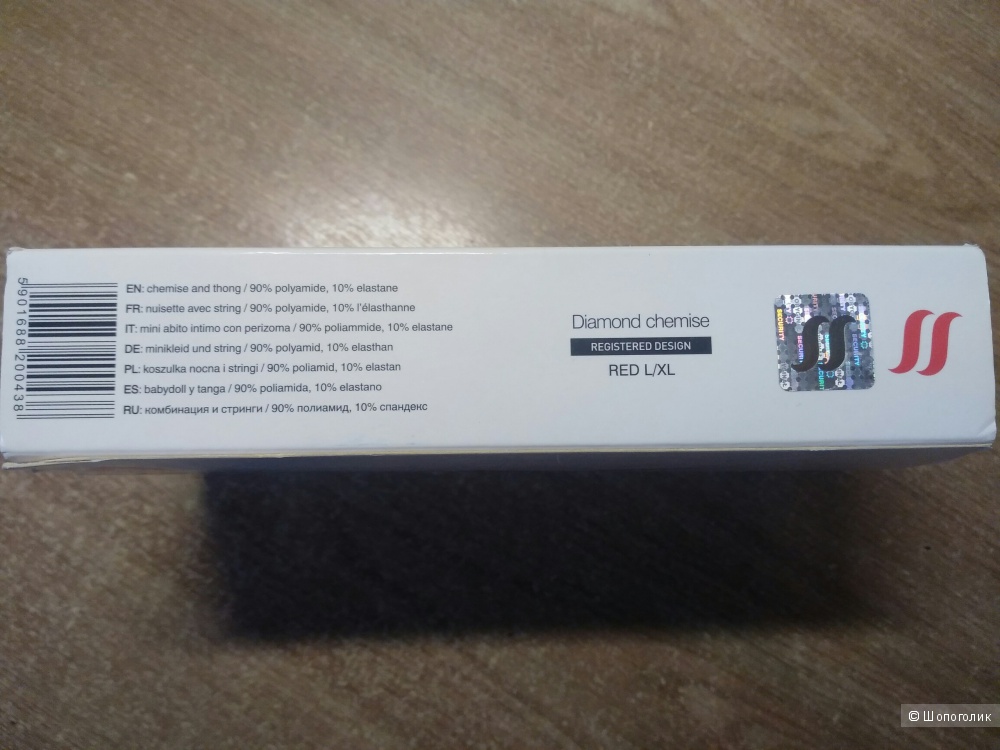 5 901688 200438
EN: chemise and thong / 90% polyamide, 10% elastane
FR: nuisette avec string / 90% polyamide, 10% l'élasthanne
IT: mini abito intimo con perizoma / 90% poliammide, 10% elastane
DE: minikleid und string / 90% polyamid, 10% elasthan
PL: koszulka nocna i stringi / 90% poliamid, 10% elastan
ES: babydoll y tanga / 90% poliamida, 10% elastano
RU: комбинация и стринги / 90% полиамид, 10% спандекс
Diamond chemise
REGISTERED DESIGN
RED L/XL
SECURITY
© Шопоголик